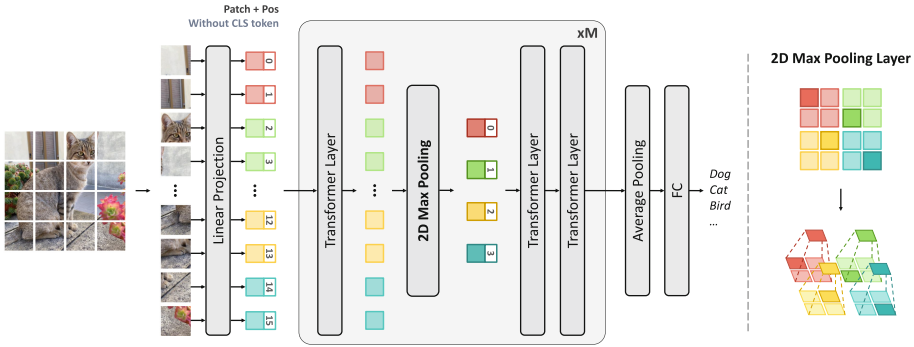 Patch + Pos
Without CLS token
xM
2D Max Pooling Layer
Linear Projection
0
1
2
3
...
12
13
14
15
Transformer Layer
...
2D Max Pooling
0
1
2
3
Transformer Layer
Transformer Layer
Average Pooling
FC
Dog
Cat
Bird
...